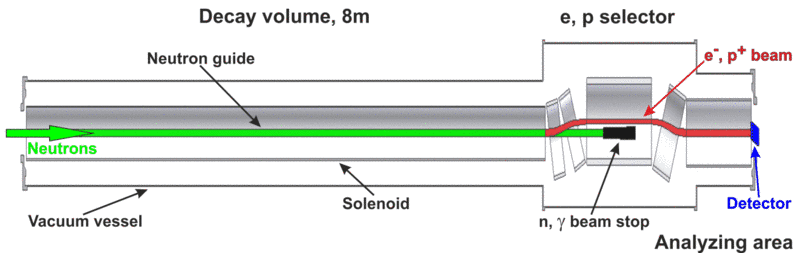 Decay volume, 8m
e, p selector
Neutron guide
e⁻, p⁺ beam
Neutrons
Solenoid
Vacuum vessel
n, γ beam stop
Detector
Analyzing area